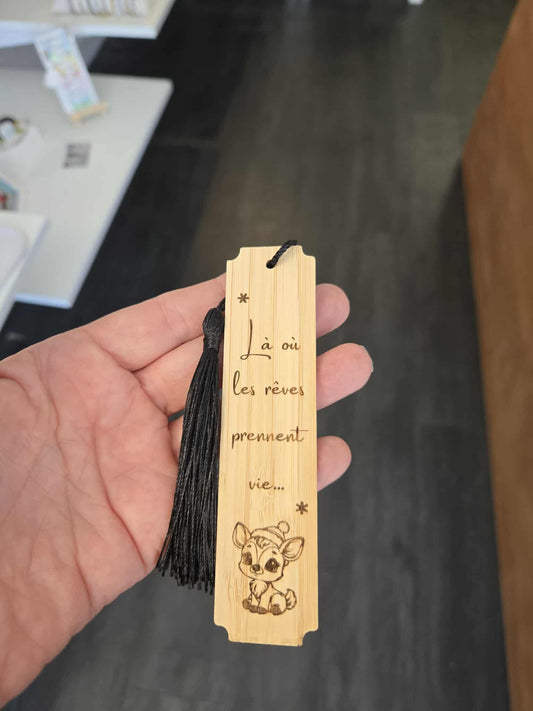 Là où
les rêves
prennent
vie...